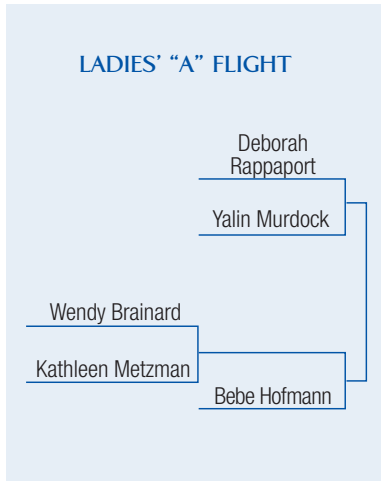 LADIES’ “A” FLIGHT
Deborah
Rappaport
Yalin Murdock
Wendy Brainard
Kathleen Metzman
Bebe Hofmann